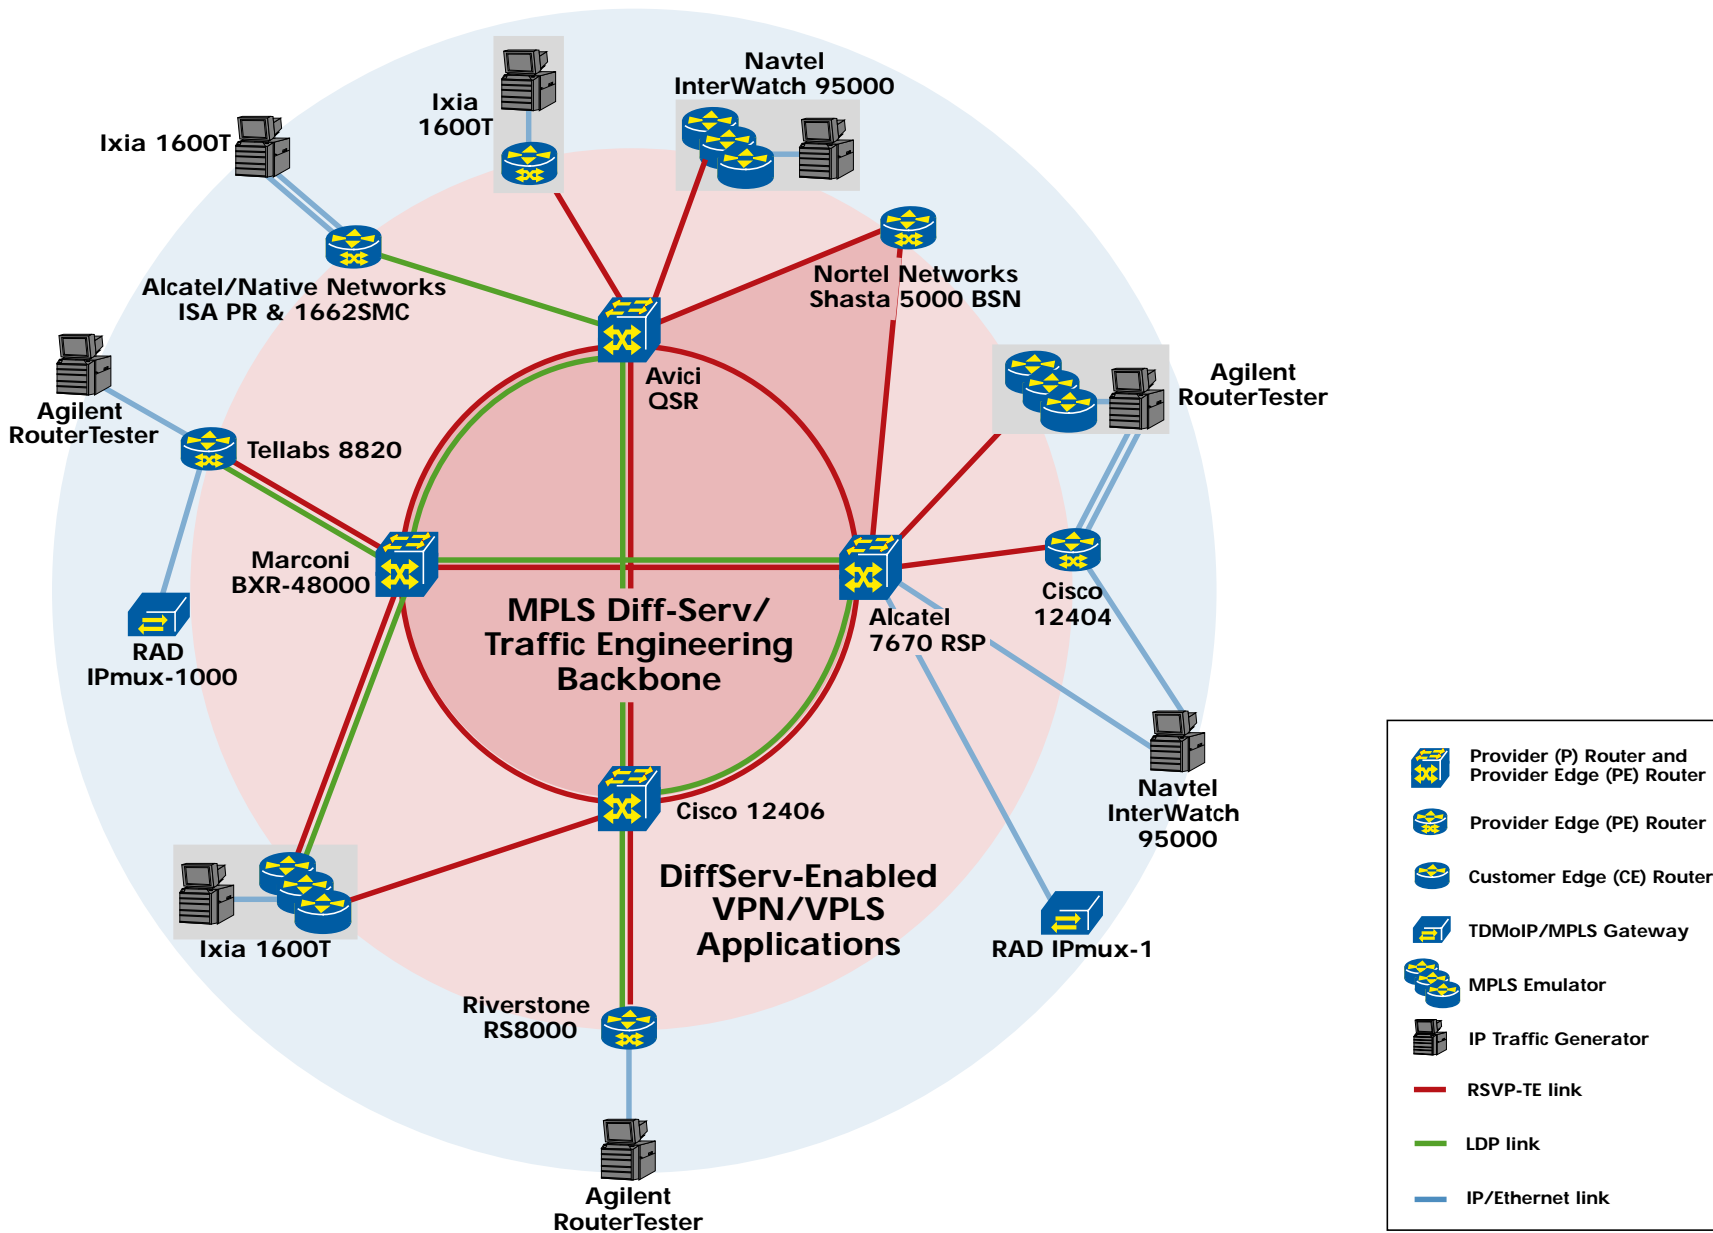 Navtel
InterWatch 95000
Ixia
1600T
Ixia 1600T
Alcatel/Native Networks
ISA PR & 1662SMC
Nortel Networks
Shasta 5000 BSN
Agilent
RouterTester
Avici
QSR
Agilent
RouterTester
Tellabs 8820
Marconi
BXR-48000
MPLS Diff-Serv/
Traffic Engineering
Backbone
Alcatel
7670 RSP
Cisco
12404
RAD
IPmux-1000
Navtel
InterWatch
95000
Cisco 12406
DiffServ-Enabled
VPN/VPLS
Applications
Ixia 1600T
RAD IPmux-1
Riverstone
RS8000
Agilent
RouterTester
Provider (P) Router and
Provider Edge (PE) Router
Provider Edge (PE) Router
Customer Edge (CE) Router
TDMoIP/MPLS Gateway
MPLS Emulator
IP Traffic Generator
RSVP-TE link
LDP link
IP/Ethernet link